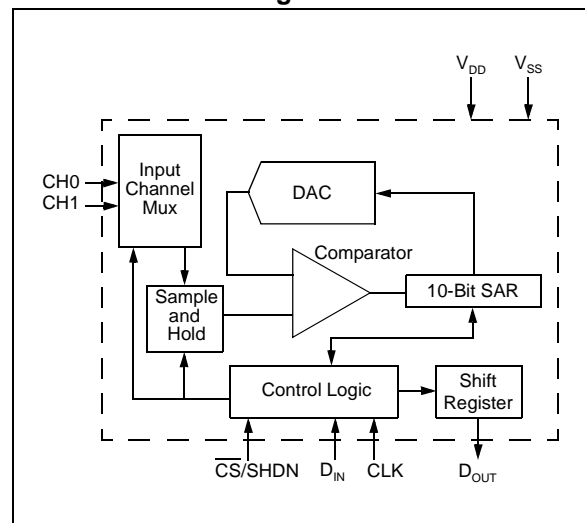 V_DD V_SS
CH0
CH1
Input
Channel
Mux
DAC
Comparator
Sample
and
Hold
10-Bit SAR
Control Logic
Shift
Register
C̅S̅/SHDN D_IN CLK D_OUT